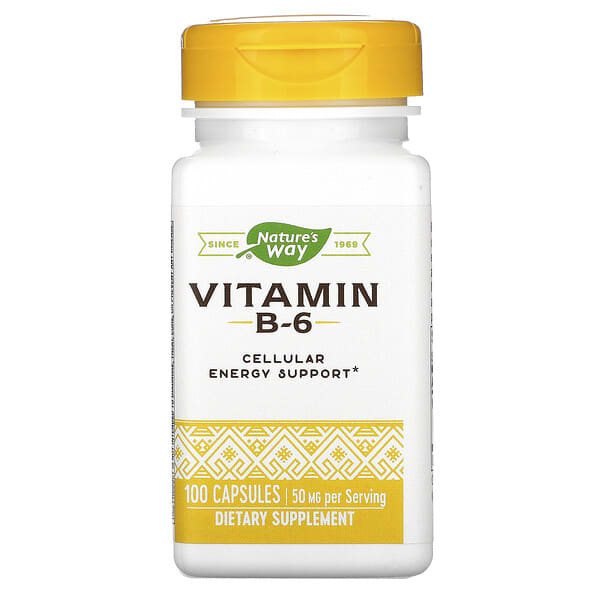 SINCE Nature's Way® 1969
VITAMIN
B-6
CELLULAR
ENERGY SUPPORT*
100 CAPSULES | 50 MG per Serving
DIETARY SUPPLEMENT